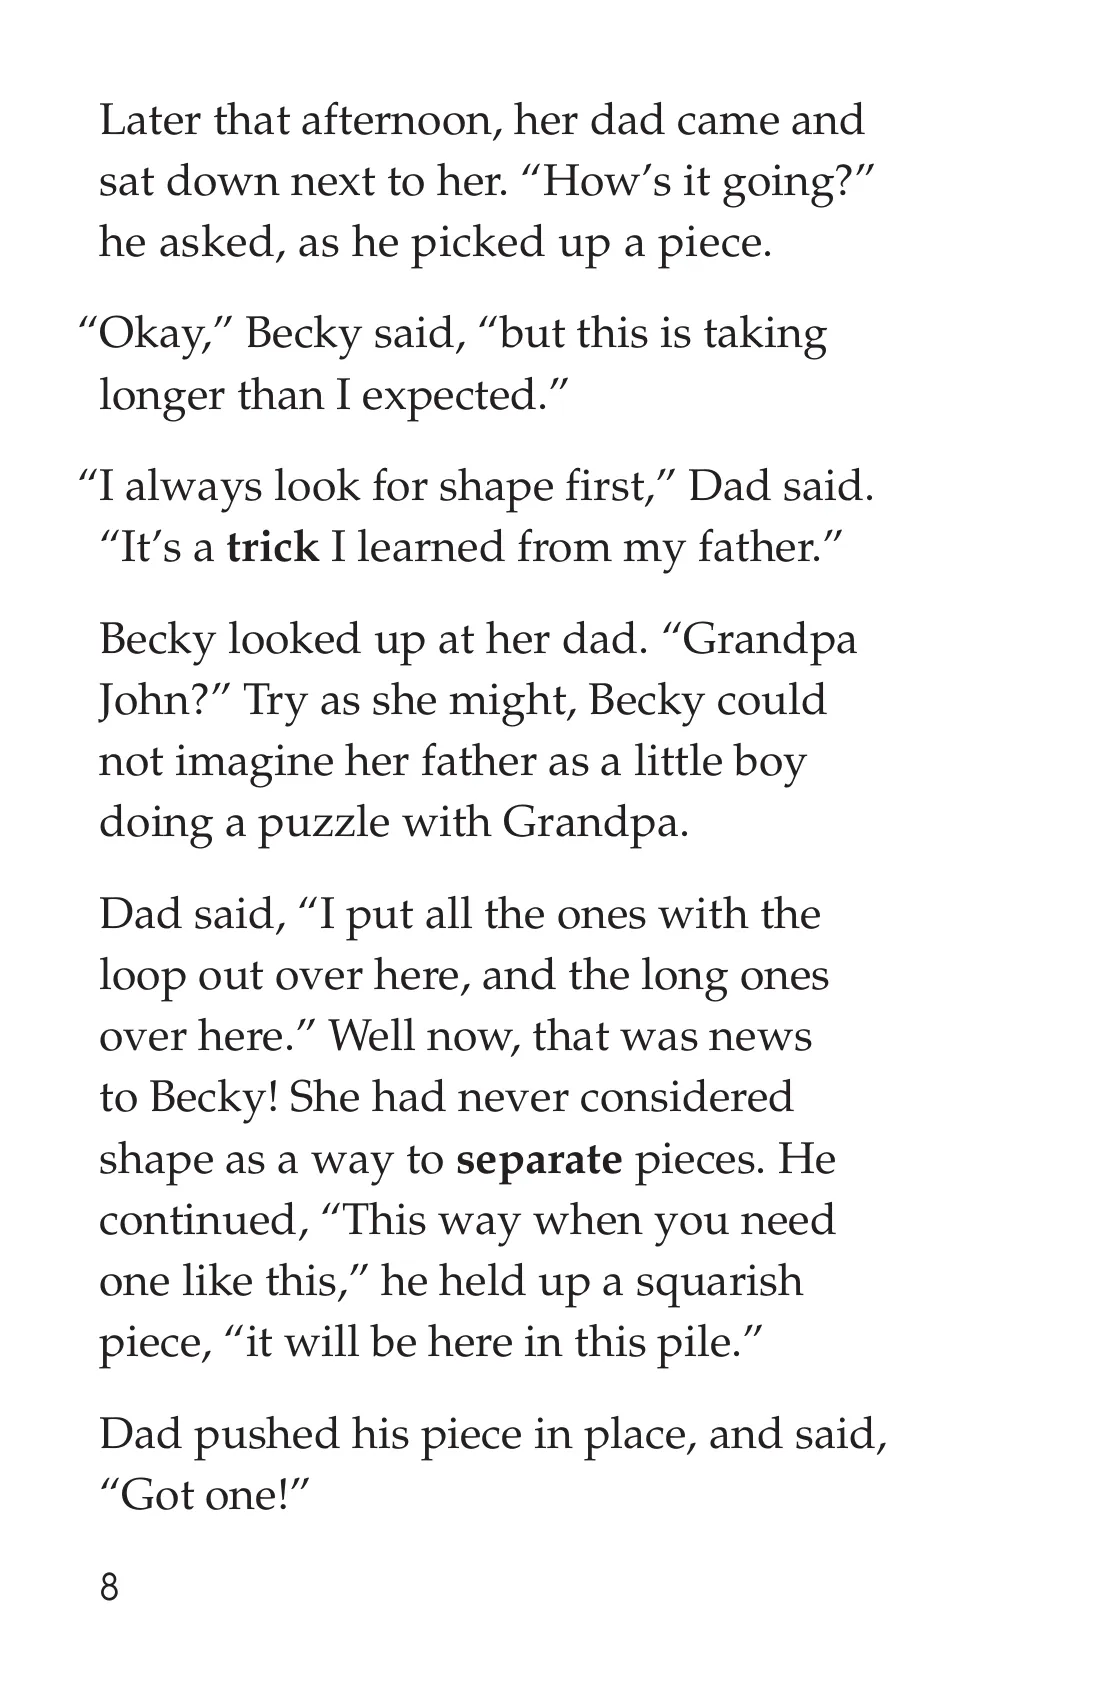 Later that afternoon, her dad came and
sat down next to her. “How’s it going?”
he asked, as he picked up a piece.
“Okay,” Becky said, “but this is taking
longer than I expected.”
“I always look for shape first,” Dad said.
“It’s a trick I learned from my father.”
Becky looked up at her dad. “Grandpa
John?” Try as she might, Becky could
not imagine her father as a little boy
doing a puzzle with Grandpa.
Dad said, “I put all the ones with the
loop out over here, and the long ones
over here.” Well now, that was news
to Becky! She had never considered
shape as a way to separate pieces. He
continued, “This way when you need
one like this,” he held up a squarish
piece, “it will be here in this pile.”
Dad pushed his piece in place, and said,
“Got one!”
8